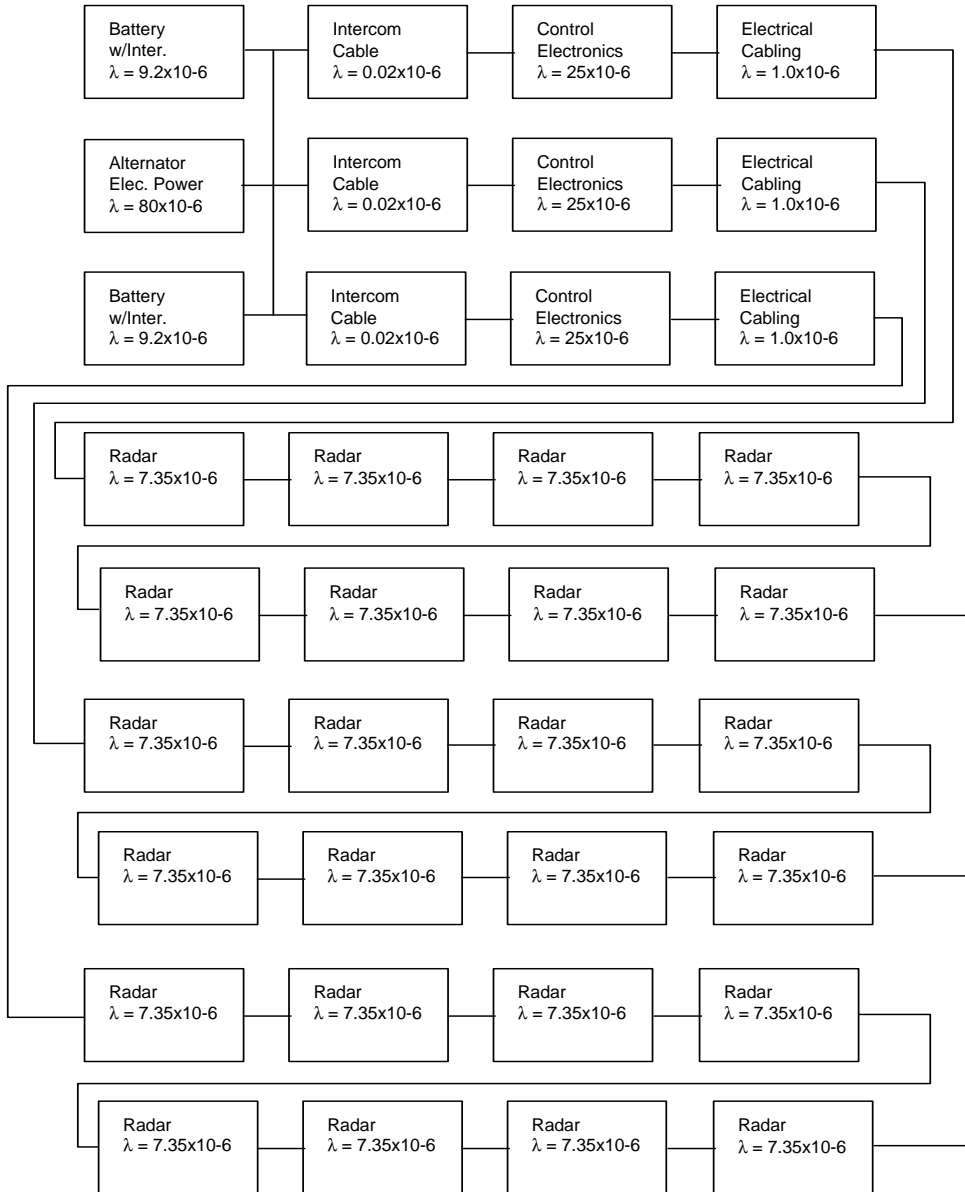 Battery
w/Inter.
λ = 9.2x10-6
Intercom
Cable
λ = 0.02x10-6
Control
Electronics
λ = 25x10-6
Electrical
Cabling
λ = 1.0x10-6
Alternator
Elec. Power
λ = 80x10-6
Intercom
Cable
λ = 0.02x10-6
Control
Electronics
λ = 25x10-6
Electrical
Cabling
λ = 1.0x10-6
Battery
w/Inter.
λ = 9.2x10-6
Intercom
Cable
λ = 0.02x10-6
Control
Electronics
λ = 25x10-6
Electrical
Cabling
λ = 1.0x10-6
Radar
λ = 7.35x10-6
Radar
λ = 7.35x10-6
Radar
λ = 7.35x10-6
Radar
λ = 7.35x10-6
Radar
λ = 7.35x10-6
Radar
λ = 7.35x10-6
Radar
λ = 7.35x10-6
Radar
λ = 7.35x10-6
Radar
λ = 7.35x10-6
Radar
λ = 7.35x10-6
Radar
λ = 7.35x10-6
Radar
λ = 7.35x10-6
Radar
λ = 7.35x10-6
Radar
λ = 7.35x10-6
Radar
λ = 7.35x10-6
Radar
λ = 7.35x10-6
Radar
λ = 7.35x10-6
Radar
λ = 7.35x10-6
Radar
λ = 7.35x10-6
Radar
λ = 7.35x10-6
Radar
λ = 7.35x10-6
Radar
λ = 7.35x10-6
Radar
λ = 7.35x10-6
Radar
λ = 7.35x10-6